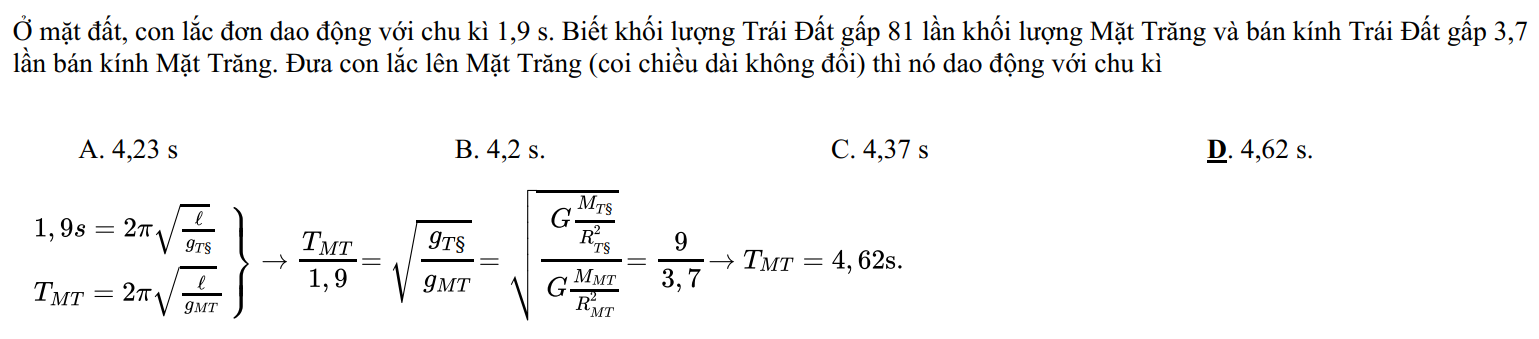 Ở mặt đất, con lắc đơn dao động với chu kì 1,9 s. Biết khối lượng Trái Đất gấp 81 lần khối lượng Mặt Trăng và bán kính Trái Đất gấp 3,7
lần bán kính Mặt Trăng. Đưa con lắc lên Mặt Trăng (coi chiều dài không đổi) thì nó dao động với chu kì
A. 4,23 s B. 4,2 s. C. 4,37 s D. 4,62 s.
\left.\begin{array}{l} 1,9s = 2\pi\sqrt{\frac{\ell}{g_{T§}}} \\ T_{MT} = 2\pi\sqrt{\frac{\ell}{g_{MT}}} \end{array}\right\} \rightarrow \frac{T_{MT}}{1,9} = \sqrt{\frac{g_{T§}}{g_{MT}}} = \sqrt{\frac{G\frac{M_{T§}}{R_{T§}^2}}{G\frac{M_{MT}}{R_{MT}^2}}} = \frac{9}{3,7} \rightarrow T_{MT} = 4,62\text{s}.